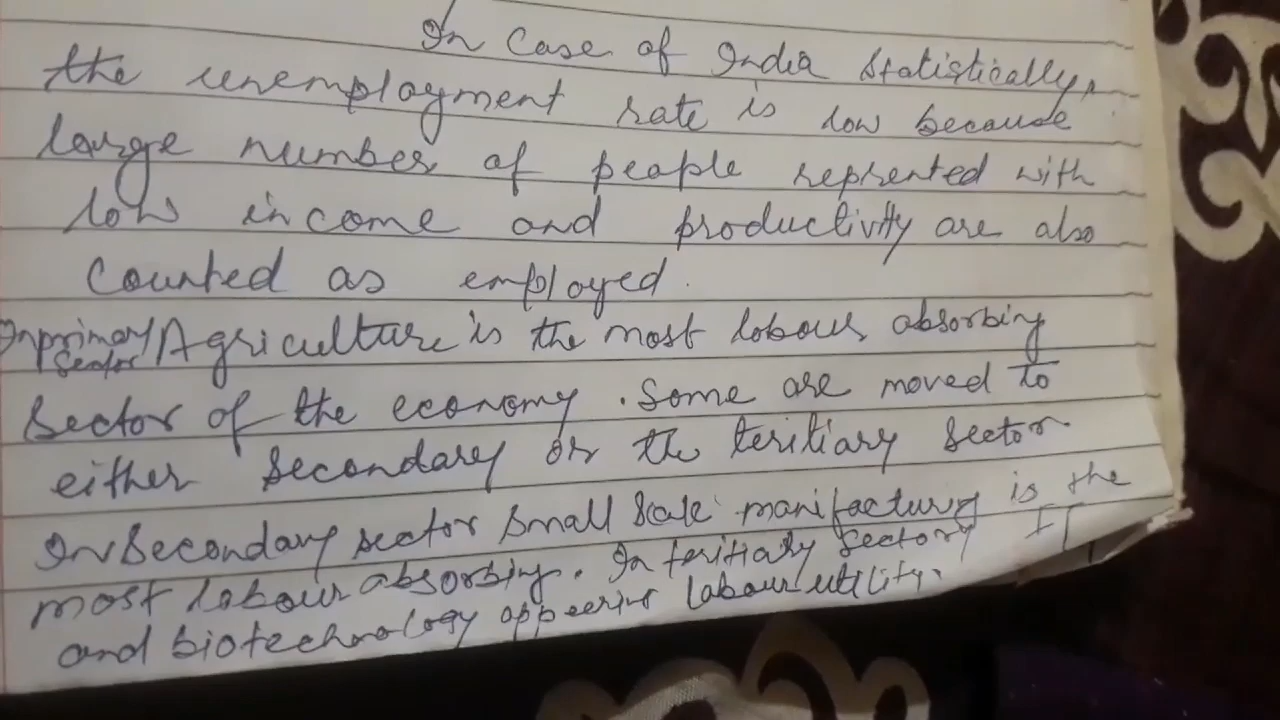 In Case of India Statistically,
the unemployment rate is low because
large number of people reprsented with
low income and productivity are also
Counted as employed.
In primary Sector / Agriculture is the most labour absorbing
Sector of the economy. Some are moved to
either Secondary or the teritiary Sector
In Secondary sector Small Scale manifacturing is the
most labour absorbing. In teritiary Sectory IT
and biotechnology appeering labour utility.